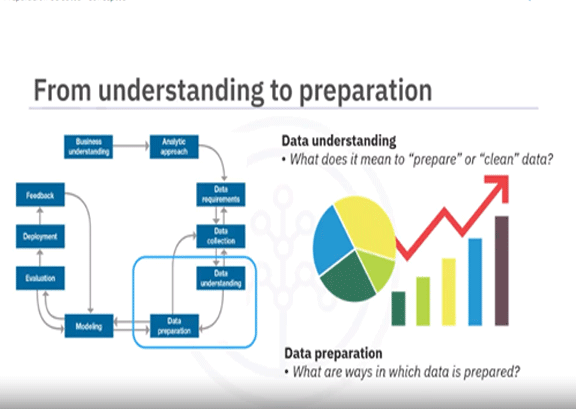 From understanding to preparation
Business
understanding
Analytic
approach
Data
requirements
Data
collection
Data
understanding
Data
preparation
Modeling
Evaluation
Deployment
Feedback
Data understanding
• What does it mean to “prepare” or “clean” data?
Data preparation
• What are ways in which data is prepared?